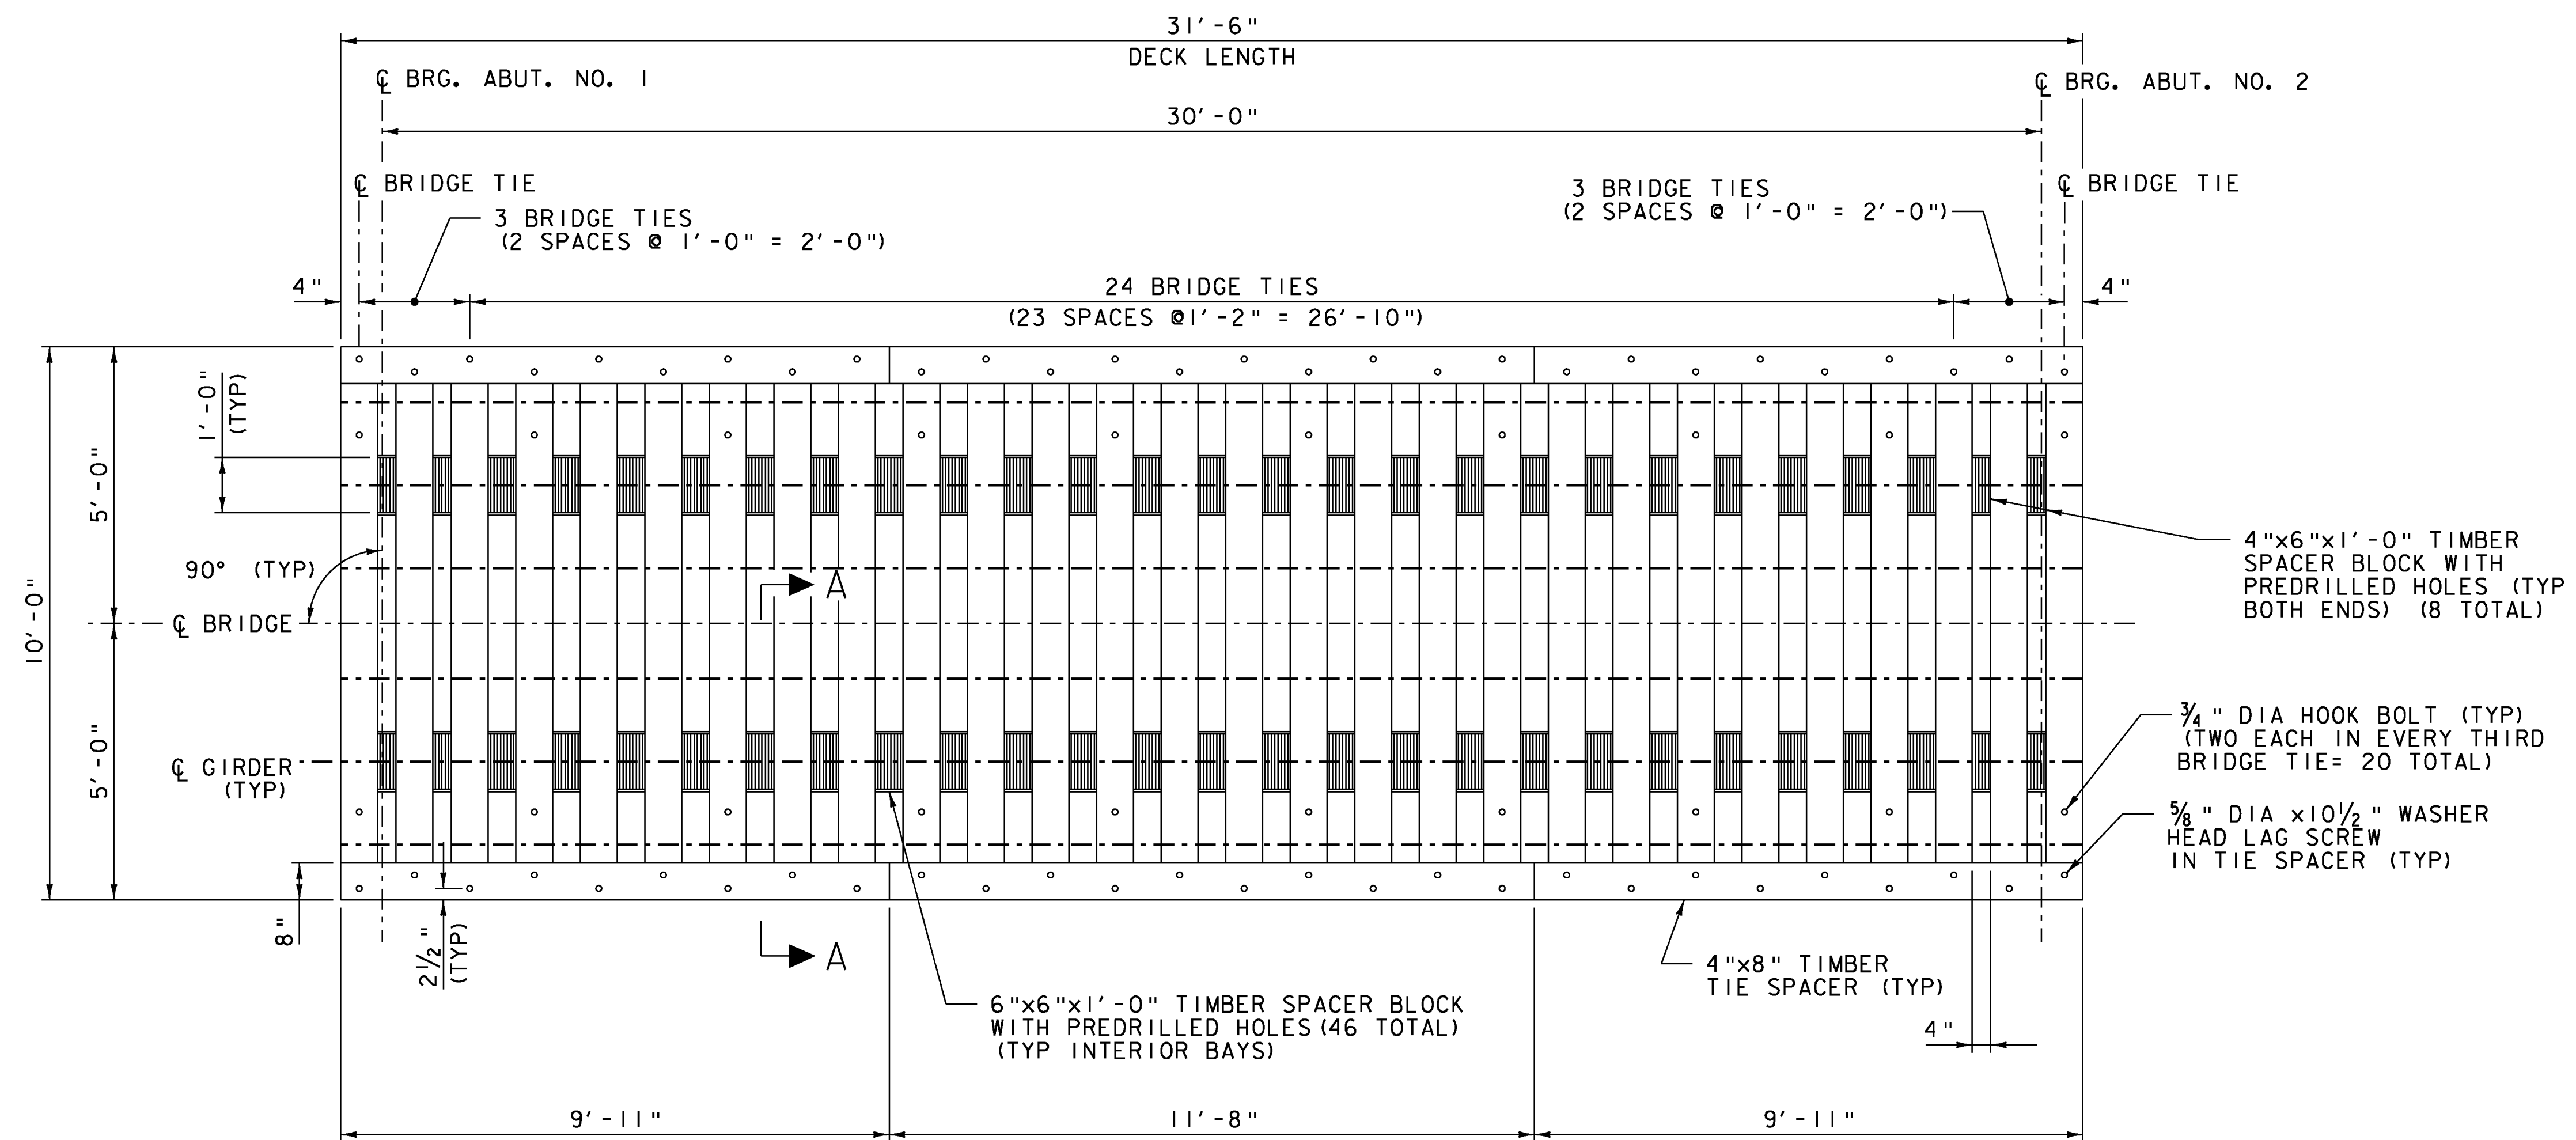 31'-6"
DECK LENGTH
℄ BRG. ABUT. NO. 1
℄ BRG. ABUT. NO. 2
30'-0"
℄ BRIDGE TIE
3 BRIDGE TIES
(2 SPACES @ 1'-0" = 2'-0")
3 BRIDGE TIES
(2 SPACES @ 1'-0" = 2'-0")
℄ BRIDGE TIE
4"
24 BRIDGE TIES
(23 SPACES @1'-2" = 26'-10")
4"
1'-0"
(TYP)
5'-0"
90° (TYP)
10'-0"
℄ BRIDGE
A
4"x6"x1'-0" TIMBER
SPACER BLOCK WITH
PREDRILLED HOLES (TYP
BOTH ENDS) (8 TOTAL)
5'-0"
℄ GIRDER
(TYP)
3/4" DIA HOOK BOLT (TYP)
(TWO EACH IN EVERY THIRD
BRIDGE TIE= 20 TOTAL)
5/8" DIA x10 1/2" WASHER
HEAD LAG SCREW
IN TIE SPACER (TYP)
8"
2 1/2"
(TYP)
A
4"x8" TIMBER
TIE SPACER (TYP)
6"x6"x1'-0" TIMBER SPACER BLOCK
WITH PREDRILLED HOLES(46 TOTAL)
(TYP INTERIOR BAYS)
4"
9'-11"
11'-8"
9'-11"